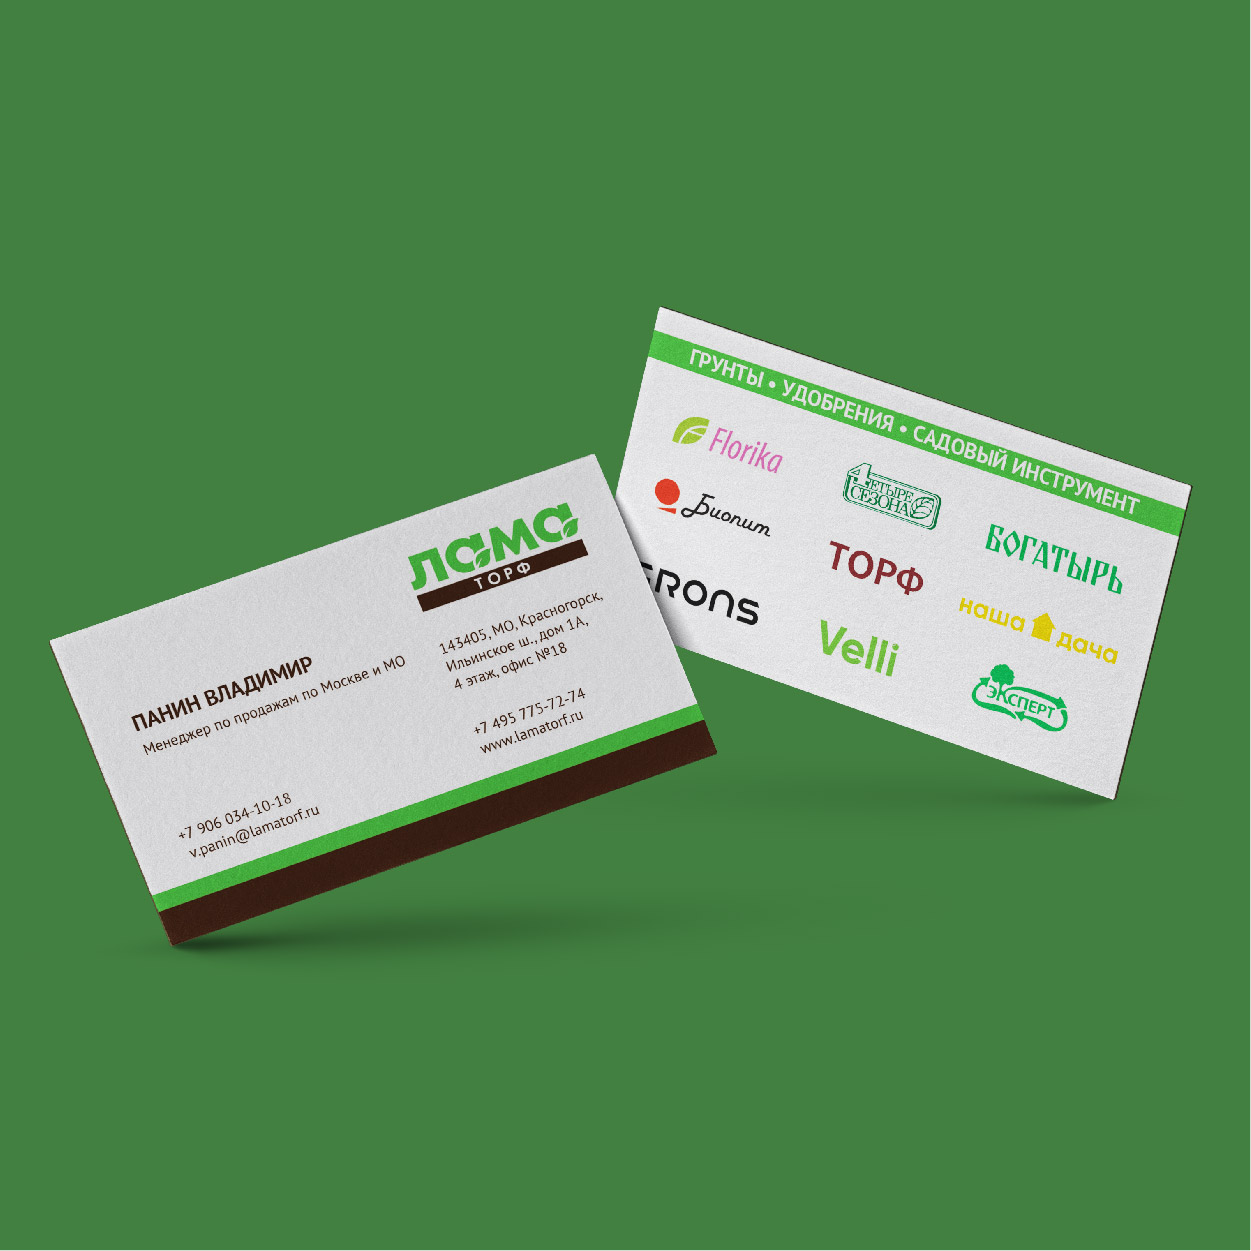 лама
ТОРФ
143405, МО, Красногорск,
Ильинское ш., дом 1А,
4 этаж, офис №18
ПАНИН ВЛАДИМИР
Менеджер по продажам по Москве и МО
+7 495 775-72-74
www.lamatorf.ru
+7 906 034-10-18
v.panin@lamatorf.ru
ГРУНТЫ • УДОБРЕНИЯ • САДОВЫЙ ИНСТРУМЕНТ
Florika
4ЕТЫРЕ
СЕЗОНА
БОГАТЫРЬ
Биопит
ТОРФ
наша дача
Velli
ЭКСПЕРТ